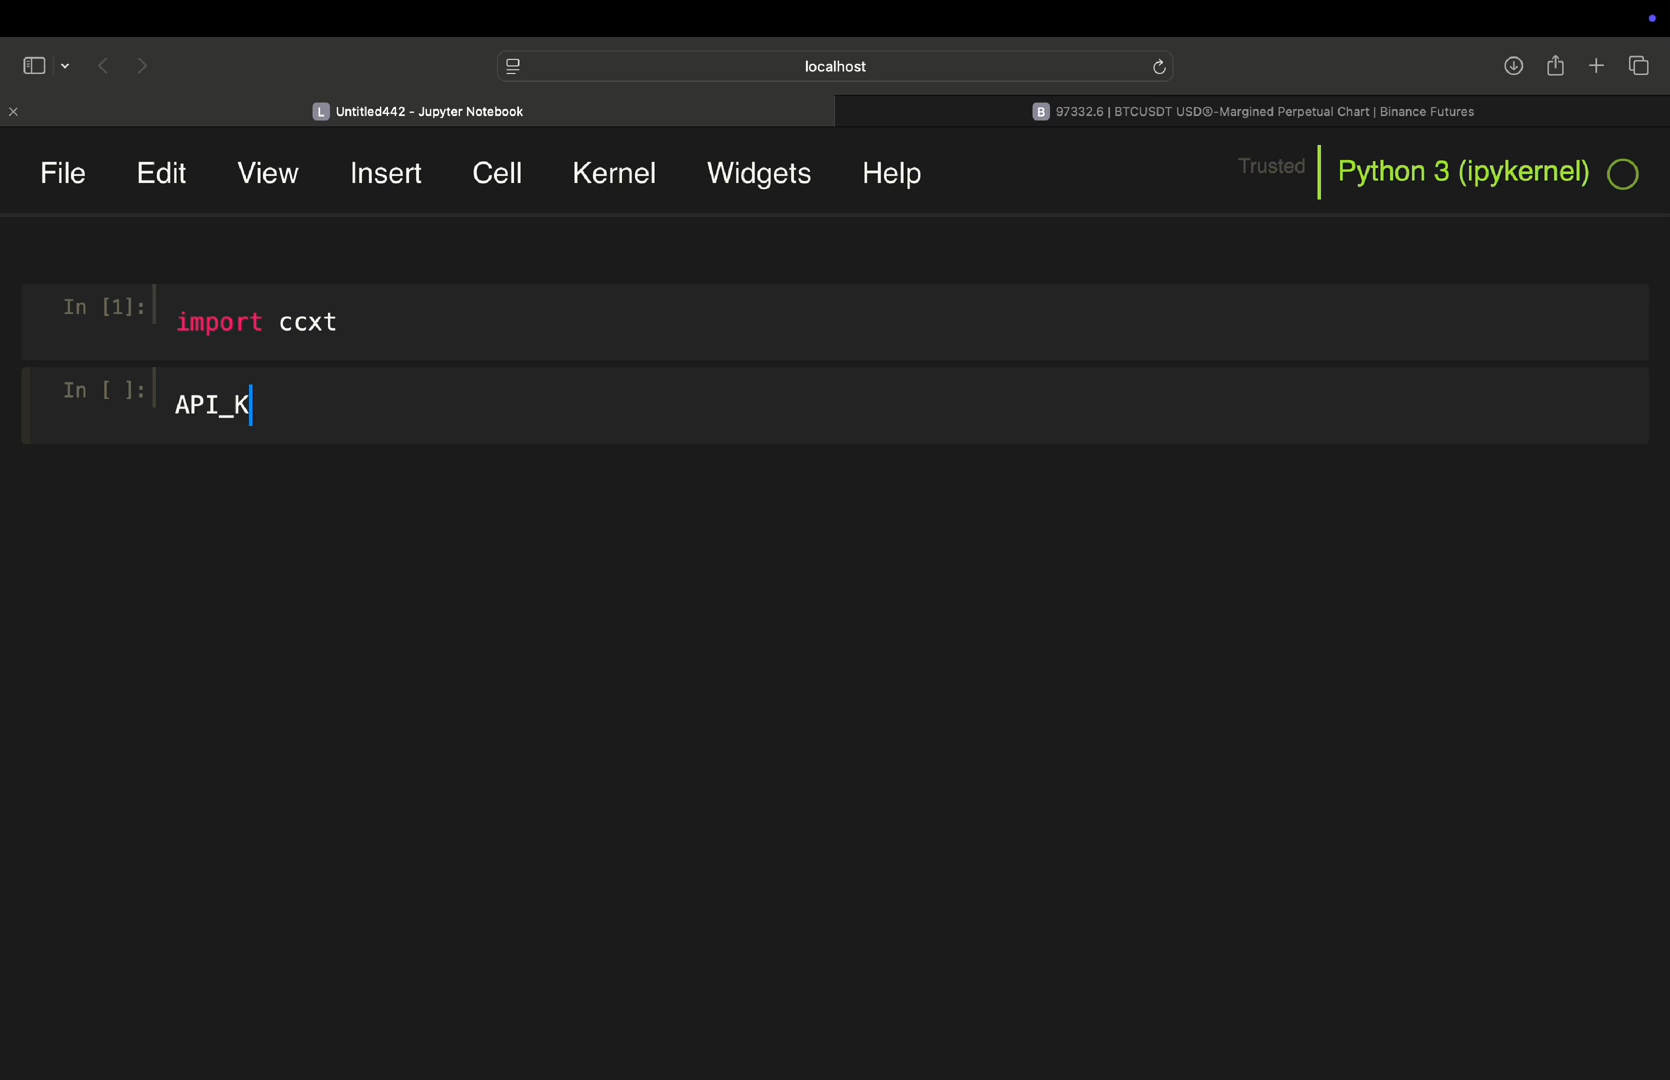 localhost
L Untitled442 - Jupyter Notebook
B 97332.6 | BTCUSDT USD®-Margined Perpetual Chart | Binance Futures
File Edit View Insert Cell Kernel Widgets Help
Trusted Python 3 (ipykernel)
In [1]: import ccxt
In [ ]: API_K